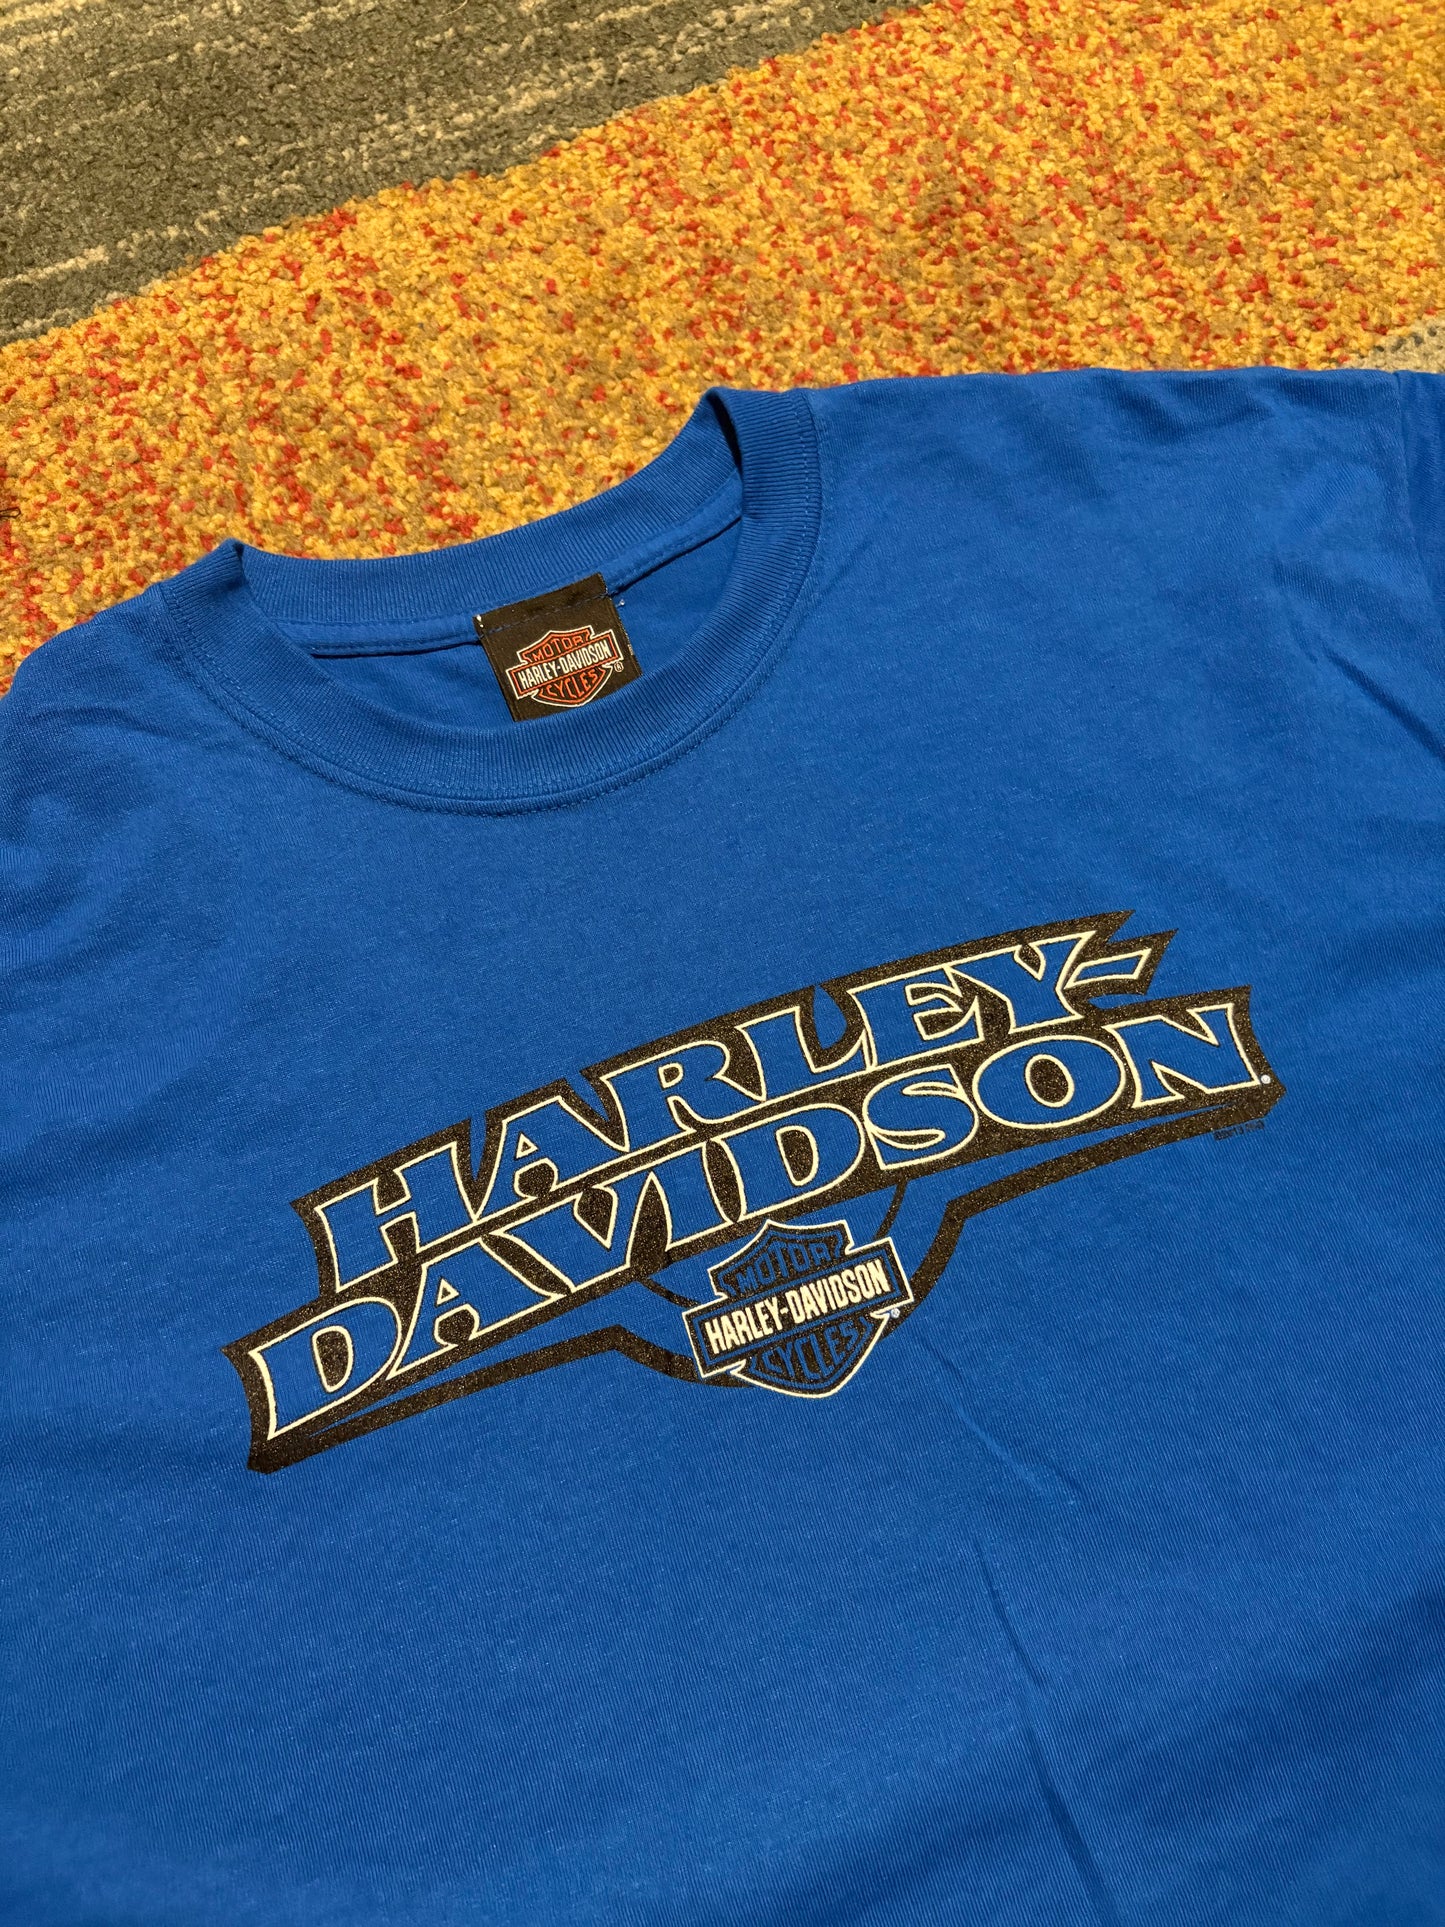 MOTOR
HARLEY-DAVIDSON
CYCLES
®
HARLEY-
DAVIDSON.
MOTOR
HARLEY-DAVIDSON
CYCLES
®